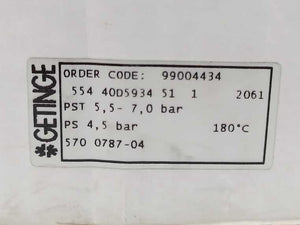 GETINGE
ORDER CODE: 99004434
554 40D5934 51 1 2061
PST 5,5- 7,0 bar
PS 4,5 bar 180°C
570 0787-04